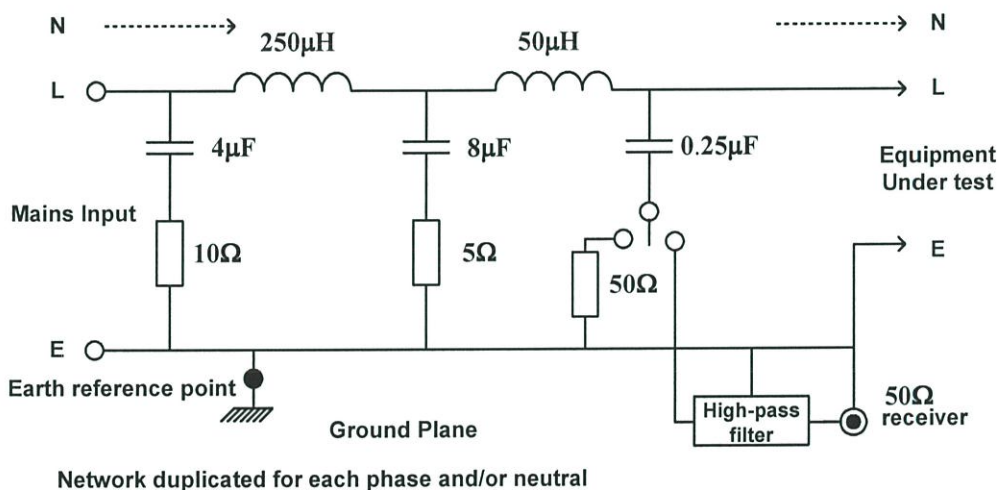 N
N
250µH
50µH
L
L
4µF
8µF
0.25µF
Equipment
Under test
Mains Input
10Ω
5Ω
50Ω
E
E
Earth reference point
Ground Plane
High-pass
filter
50Ω
receiver
Network duplicated for each phase and/or neutral